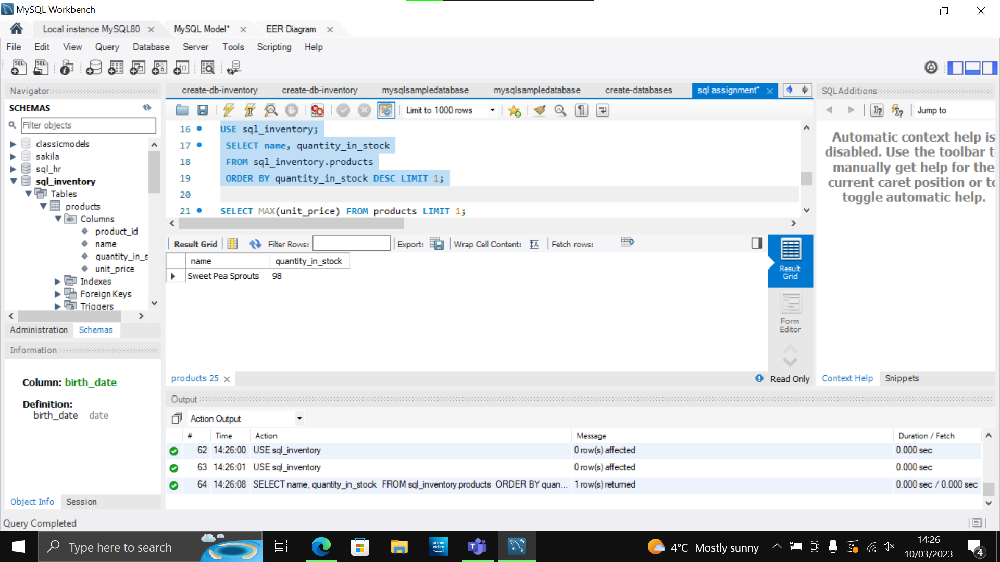 MySQL Workbench
Local instance MySQL80
MySQL Model*
EER Diagram
File Edit View Query Database Server Tools Scripting Help
Navigator
SCHEMAS
Filter objects
classicmodels
sakila
sql_hr
sql_inventory
Tables
products
Columns
product_id
name
quantity_in_s
unit_price
Indexes
Foreign Keys
Triggers
Administration Schemas
Information
Column: birth_date
Definition:
birth_date date
Object Info Session
create-db-inventory create-db-inventory mysqlsampledatabase mysqlsampledatabase create-databases sql assignment*
Limit to 1000 rows
16 USE sql_inventory;
17 SELECT name, quantity_in_stock
18 FROM sql_inventory.products
19 ORDER BY quantity_in_stock DESC LIMIT 1;
20
21 SELECT MAX(unit_price) FROM products LIMIT 1;
Result Grid Filter Rows: Export: Wrap Cell Content: Fetch rows:
name quantity_in_stock
Sweet Pea Sprouts 98
Result
Grid
Form
Editor
products 25
Read Only
SQLAdditions
Jump to
Automatic context help is
disabled. Use the toolbar t
manually get help for the
current caret position or to
toggle automatic help.
Context Help Snippets
Output
Action Output
# Time Action Message Duration / Fetch
62 14:26:00 USE sql_inventory 0 row(s) affected 0.000 sec
63 14:26:01 USE sql_inventory 0 row(s) affected 0.000 sec
64 14:26:08 SELECT name, quantity_in_stock FROM sql_inventory.products ORDER BY quan... 1 row(s) returned 0.000 sec / 0.000 sec
Query Completed
Type here to search
prime
video
4°C Mostly sunny
14:26
10/03/2023
4